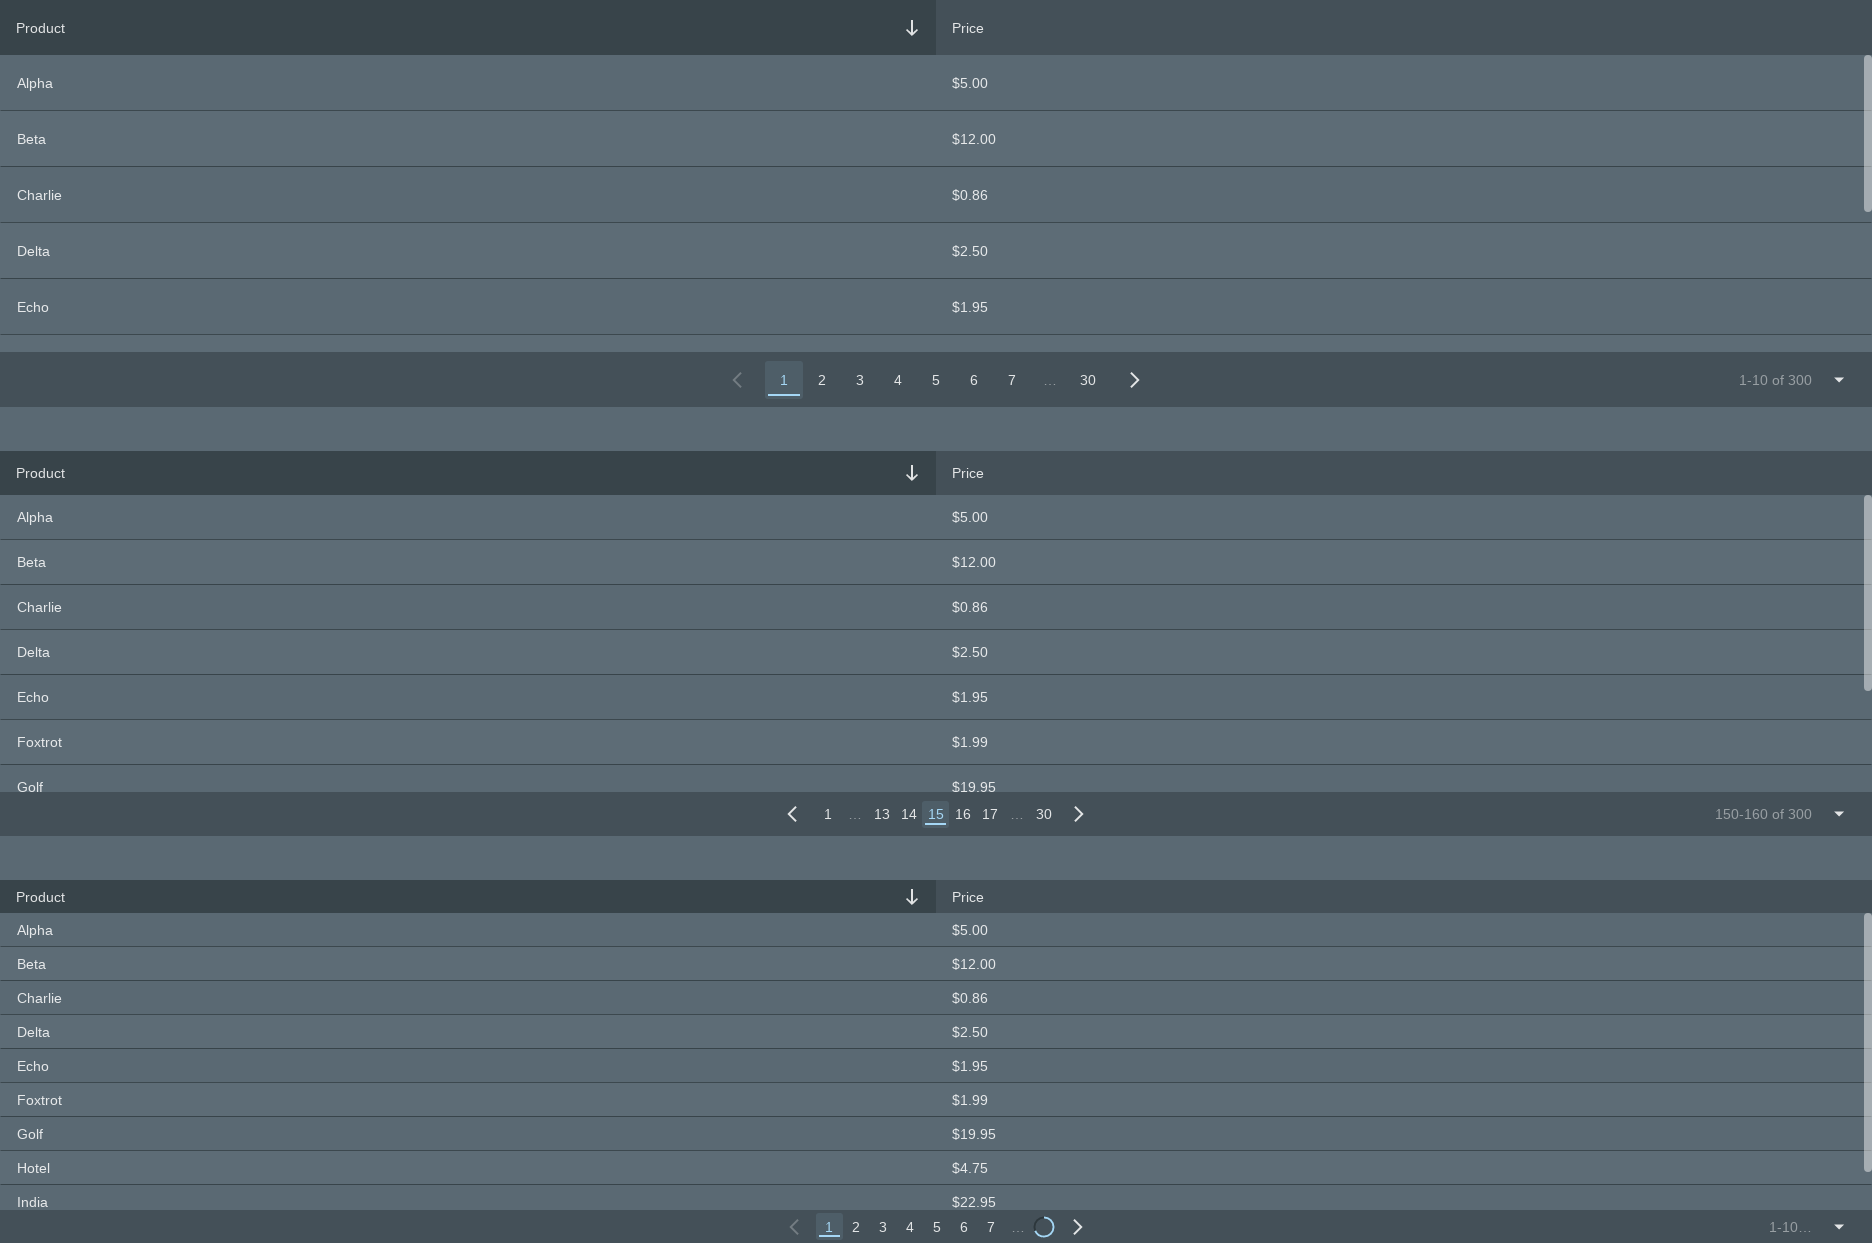 Product Price
Alpha $5.00
Beta $12.00
Charlie $0.86
Delta $2.50
Echo $1.95
1 2 3 4 5 6 7 … 30 1-10 of 300
Product Price
Alpha $5.00
Beta $12.00
Charlie $0.86
Delta $2.50
Echo $1.95
Foxtrot $1.99
Golf $19.95
1 … 13 14 15 16 17 … 30 150-160 of 300
Product Price
Alpha $5.00
Beta $12.00
Charlie $0.86
Delta $2.50
Echo $1.95
Foxtrot $1.99
Golf $19.95
Hotel $4.75
India $22.95
1 2 3 4 5 6 7 … 1-10…